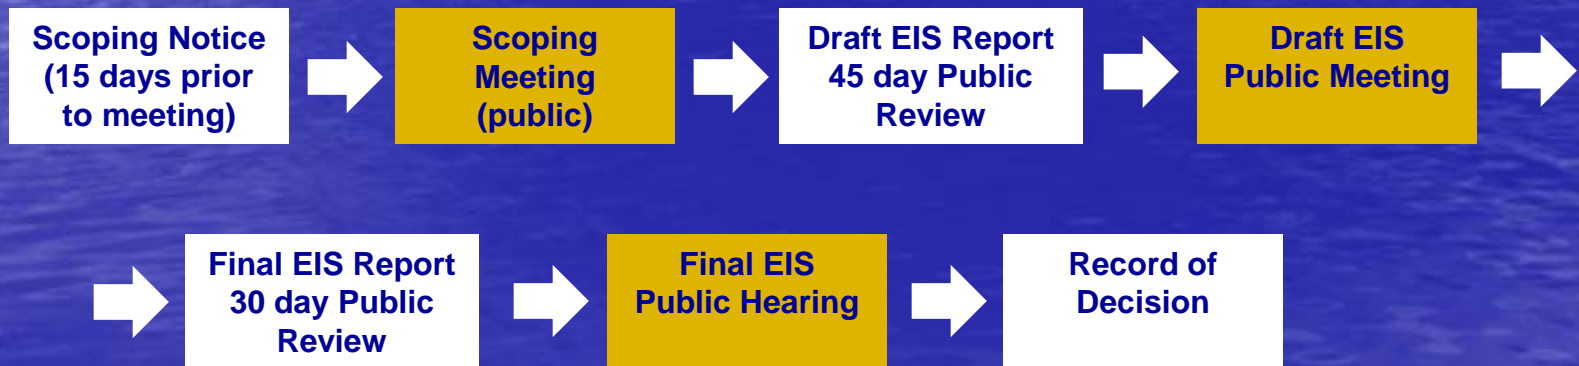 Scoping Notice
(15 days prior
to meeting)
Scoping
Meeting
(public)
Draft EIS Report
45 day Public
Review
Draft EIS
Public Meeting
Final EIS Report
30 day Public
Review
Final EIS
Public Hearing
Record of
Decision